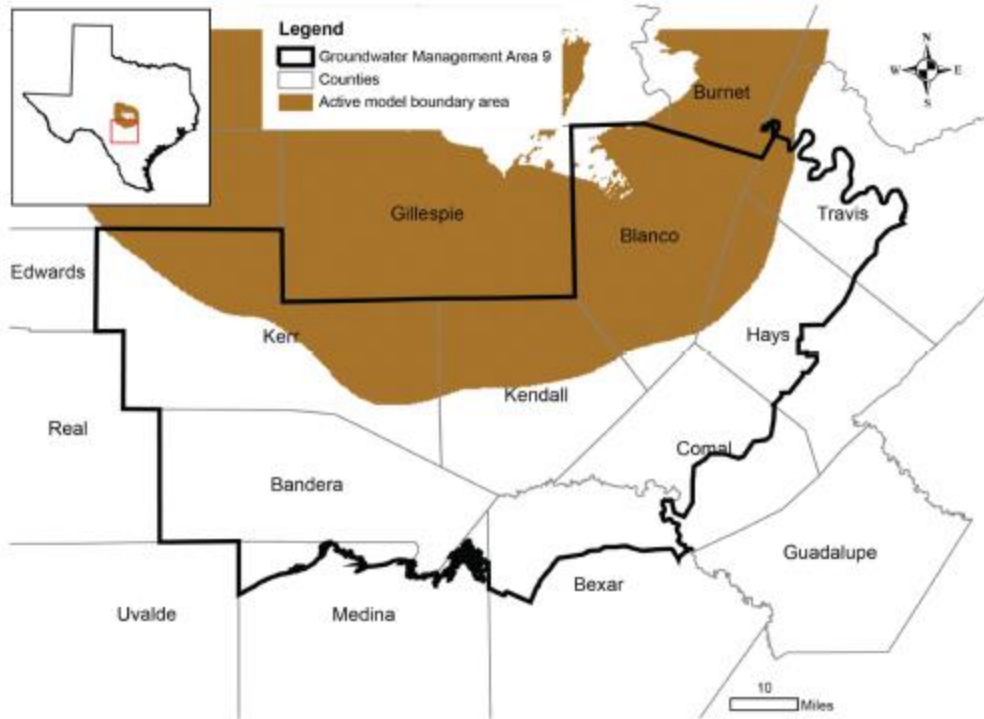 Legend
Groundwater Management Area 9
Counties
Active model boundary area
N
W E
S
Burnet
Travis
Gillespie
Blanco
Edwards
Kerr
Hays
Kendall
Real
Comal
Bandera
Guadalupe
Bexar
Uvalde
Medina
10
Miles